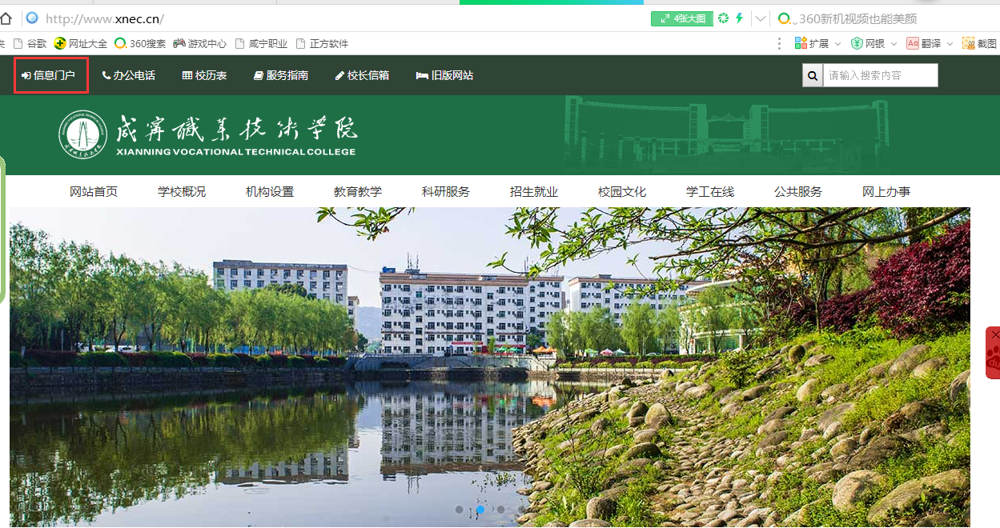 http://www.xnec.cn/
4张大图
360新机视频也能美颜
谷歌 网址大全 360搜索 游戏中心 咸宁职业 正方软件
扩展 网银 翻译 截图
信息门户 办公电话 校历表 服务指南 校长信箱 旧版网站
请输入搜索内容
咸宁職業技術學院
XIANNING VOCATIONAL TECHNICAL COLLEGE
网站首页 学校概况 机构设置 教育教学 科研服务 招生就业 校园文化 学工在线 公共服务 网上办事
du